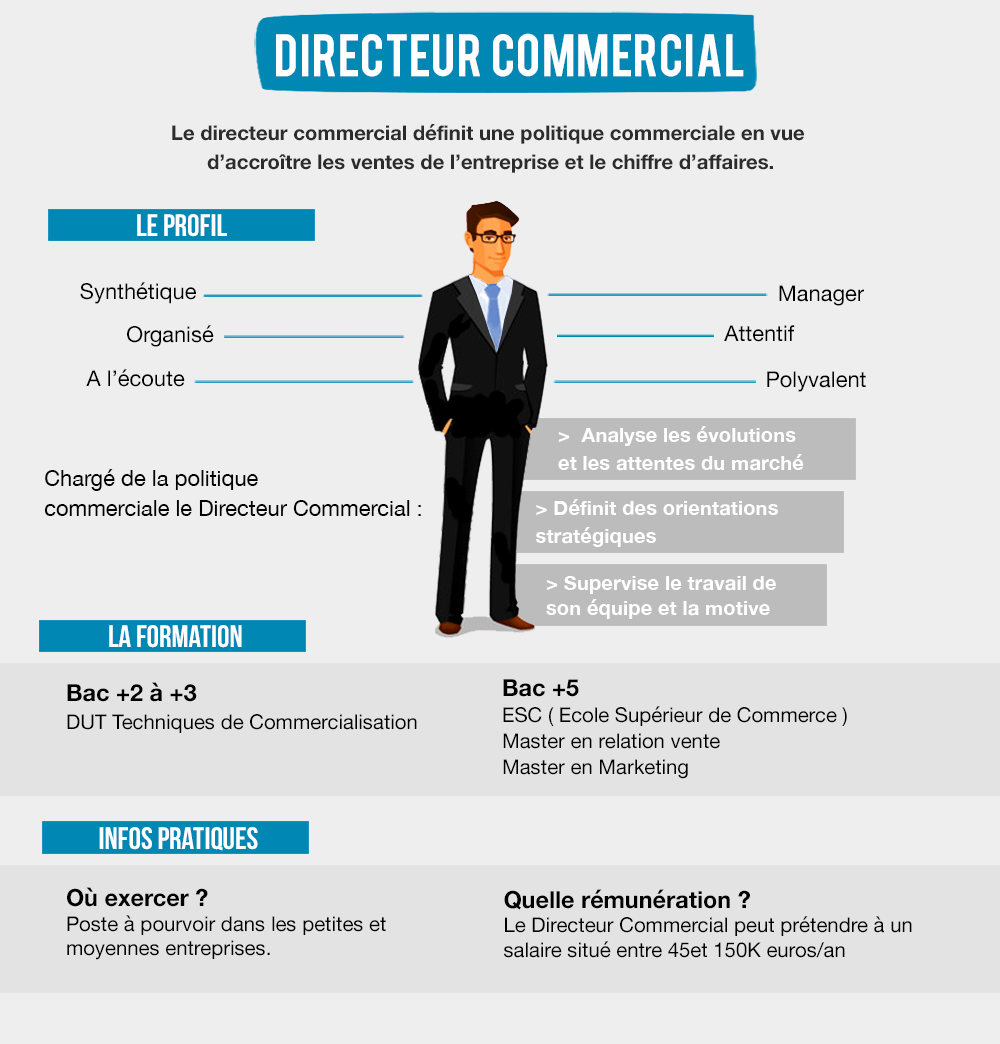 DIRECTEUR COMMERCIAL
Le directeur commercial définit une politique commerciale en vue
d'accroître les ventes de l'entreprise et le chiffre d'affaires.
LE PROFIL
Synthétique
Manager
Organisé
Attentif
A l'écoute
Polyvalent
Chargé de la politique
commerciale le Directeur Commercial :
> Analyse les évolutions
et les attentes du marché
> Définit des orientations
stratégiques
> Supervise le travail de
son équipe et la motive
LA FORMATION
Bac +2 à +3
DUT Techniques de Commercialisation
Bac +5
ESC ( Ecole Supérieur de Commerce )
Master en relation vente
Master en Marketing
INFOS PRATIQUES
Où exercer ?
Poste à pourvoir dans les petites et
moyennes entreprises.
Quelle rémunération ?
Le Directeur Commercial peut prétendre à un
salaire situé entre 45et 150K euros/an